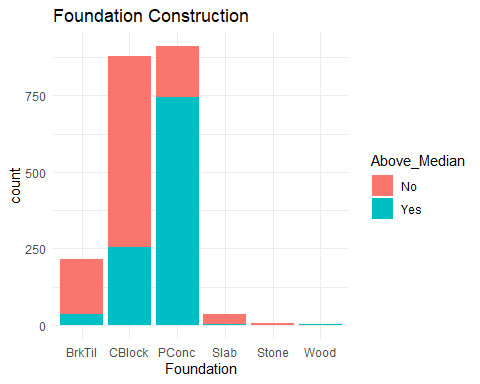 Foundation Construction
count
750
500
250
0
BrkTil CBlock PConc Slab Stone Wood
Foundation
Above_Median
No
Yes